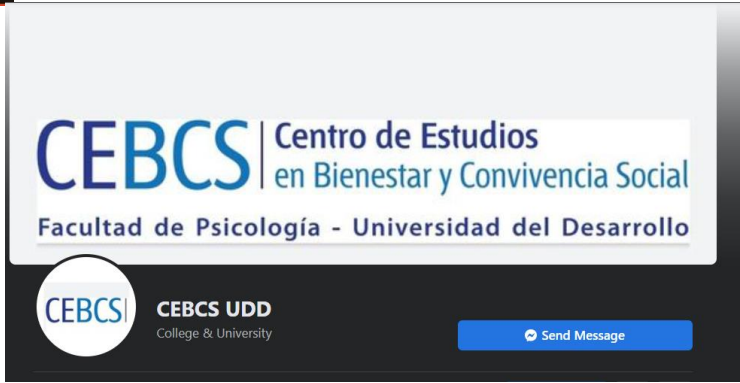 CEBCS Centro de Estudios
en Bienestar y Convivencia Social
Facultad de Psicología - Universidad del Desarrollo
CEBCS
CEBCS UDD
College & University
Send Message